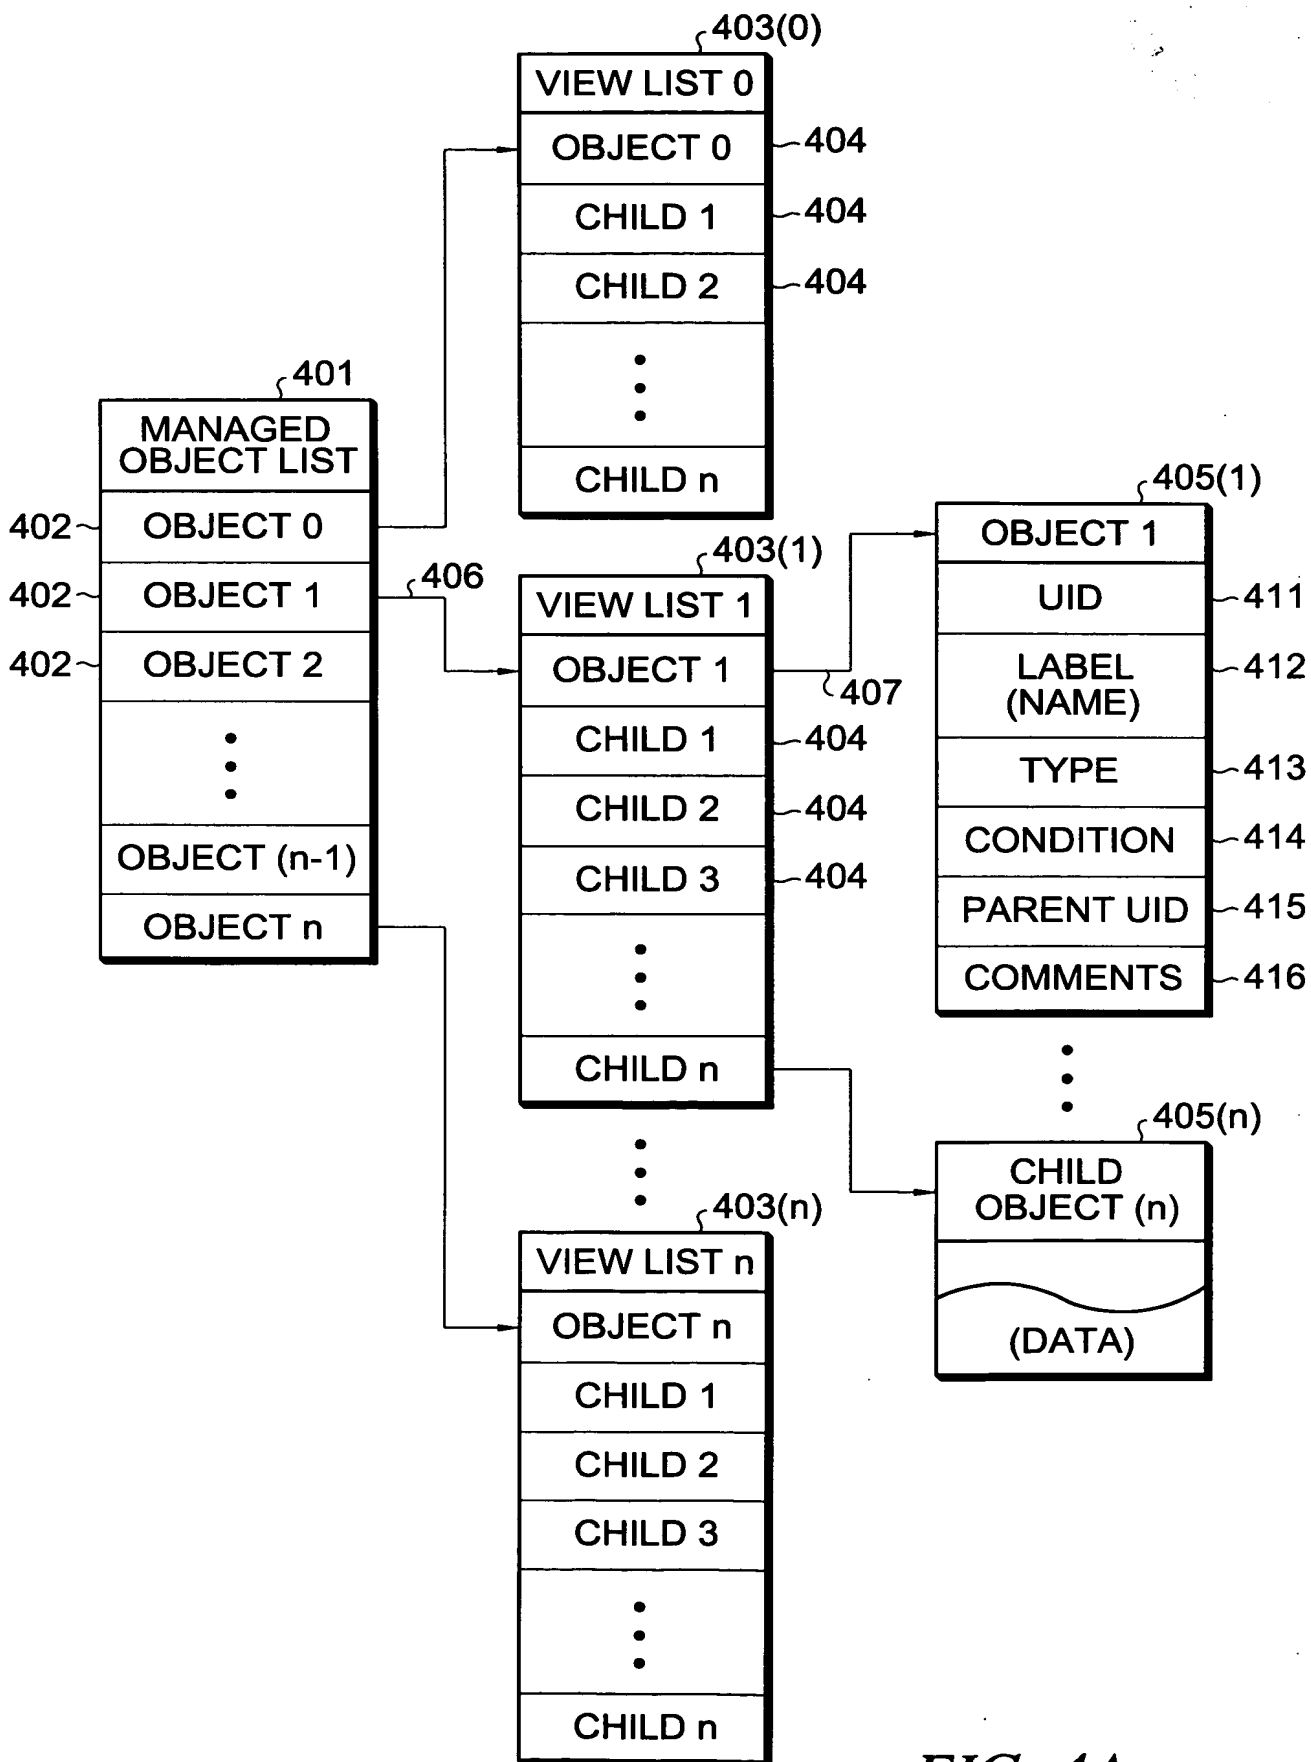 403(0)
VIEW LIST 0
OBJECT 0
404
CHILD 1
404
CHILD 2
404
CHILD n
401
MANAGED
OBJECT LIST
402
OBJECT 0
402
OBJECT 1
406
402
OBJECT 2
OBJECT (n-1)
OBJECT n
403(1)
VIEW LIST 1
OBJECT 1
407
CHILD 1
404
CHILD 2
404
CHILD 3
404
CHILD n
405(1)
OBJECT 1
UID
411
LABEL
(NAME)
412
TYPE
413
CONDITION
414
PARENT UID
415
COMMENTS
416
405(n)
CHILD
OBJECT (n)
(DATA)
403(n)
VIEW LIST n
OBJECT n
CHILD 1
CHILD 2
CHILD 3
CHILD n
FIG. 4A